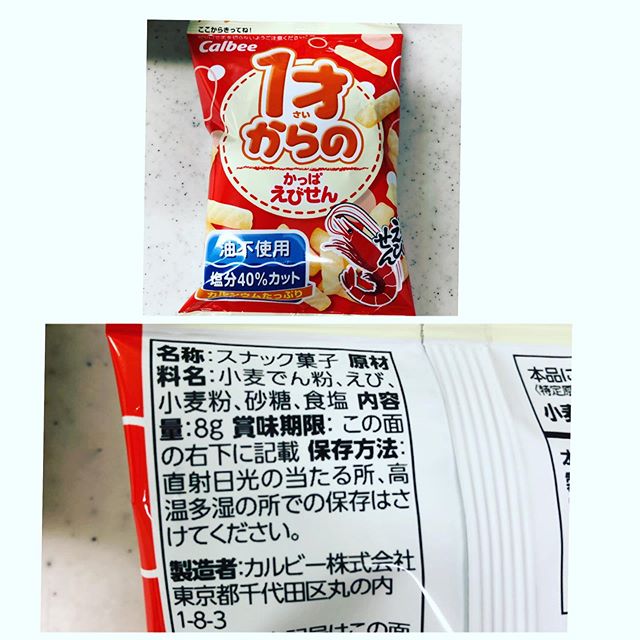 ここからきってね!
Calbee
1才
さい
からの
かっぱ
えびせん
油不使用
塩分40%カット
カルシウムたっぷり
えび
せん
名称:スナック菓子 原材
料名:小麦でん粉、えび、
小麦粉、砂糖、食塩 内容
量:8g 賞味期限:この面
の右下に記載 保存方法:
直射日光の当たる所、高
温多湿の所での保存はさ
けてください。
製造者:カルビー株式会社
東京都千代田区丸の内
1-8-3
本品に
(特定原
小麦